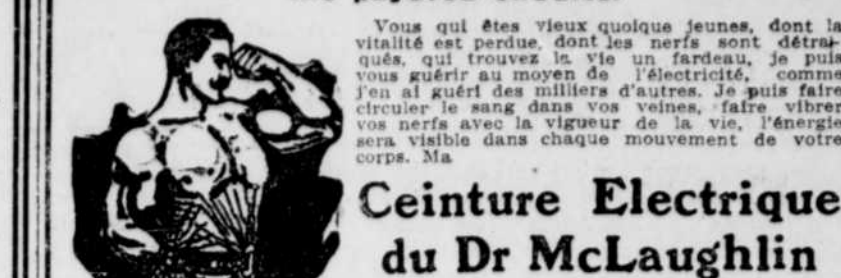 Vous qui êtes vieux quoique jeunes, dont la
vitalité est perdue, dont les nerfs sont détra-
qués, qui trouvez la vie un fardeau, je puis
vous guérir au moyen de l'électricité, comme
j'en ai guéri des milliers d'autres. Je puis faire
circuler le sang dans vos veines, faire vibrer
vos nerfs avec la vigueur de la vie, l'énergie
sera visible dans chaque mouvement de votre
corps. Ma
Ceinture Electrique
du Dr McLaughlin